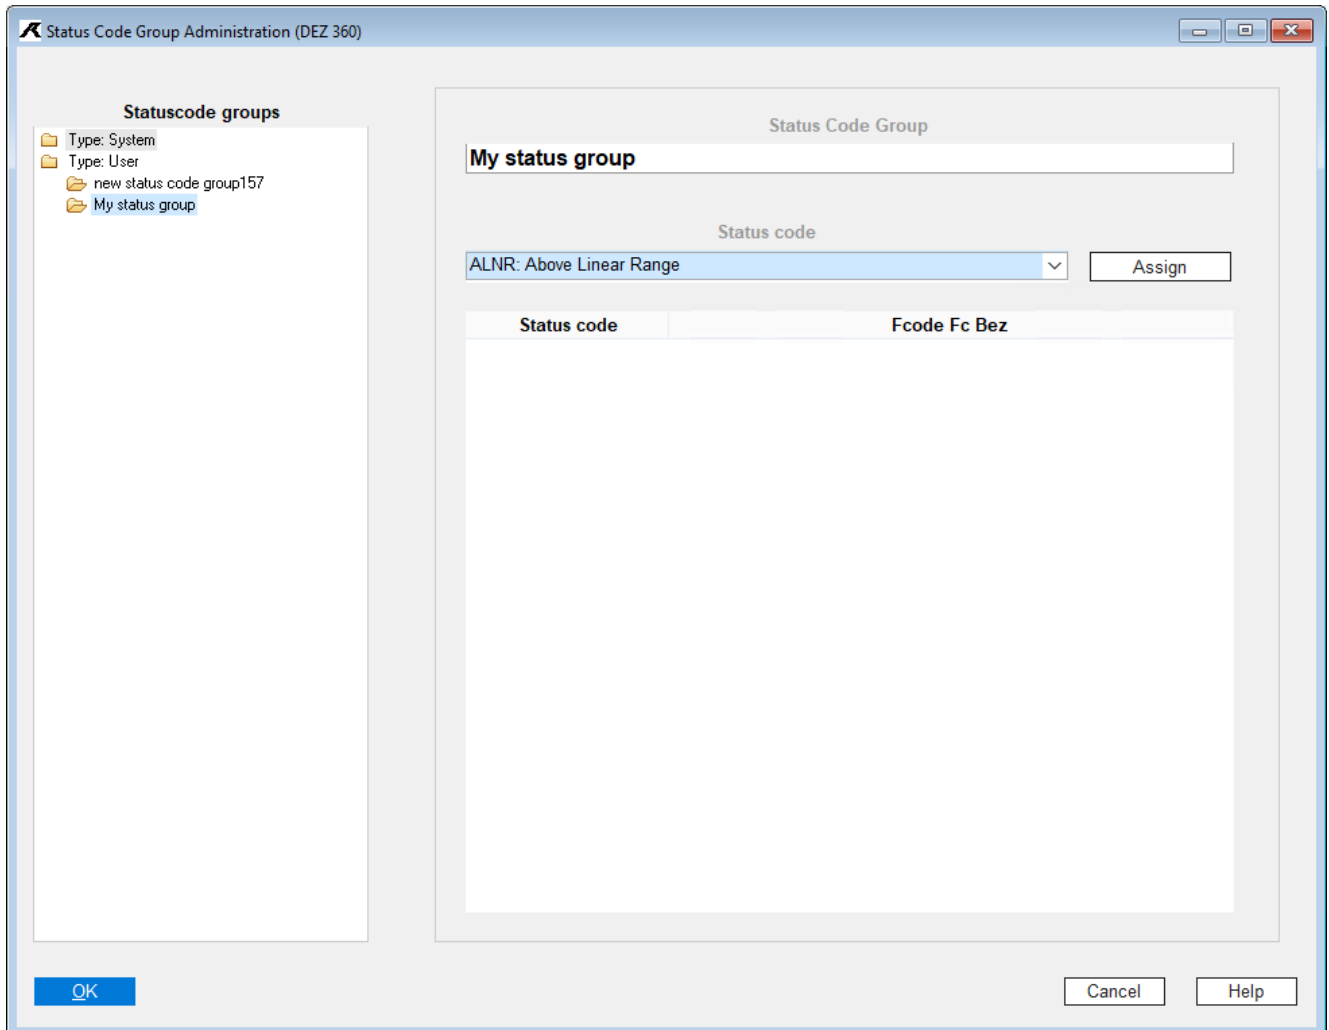 Status Code Group Administration (DEZ 360)
Statuscode groups
Type: System
Type: User
new status code group157
My status group
Status Code Group
My status group
Status code
ALNR: Above Linear Range
Assign
Status code Fcode Fc Bez
OK Cancel Help